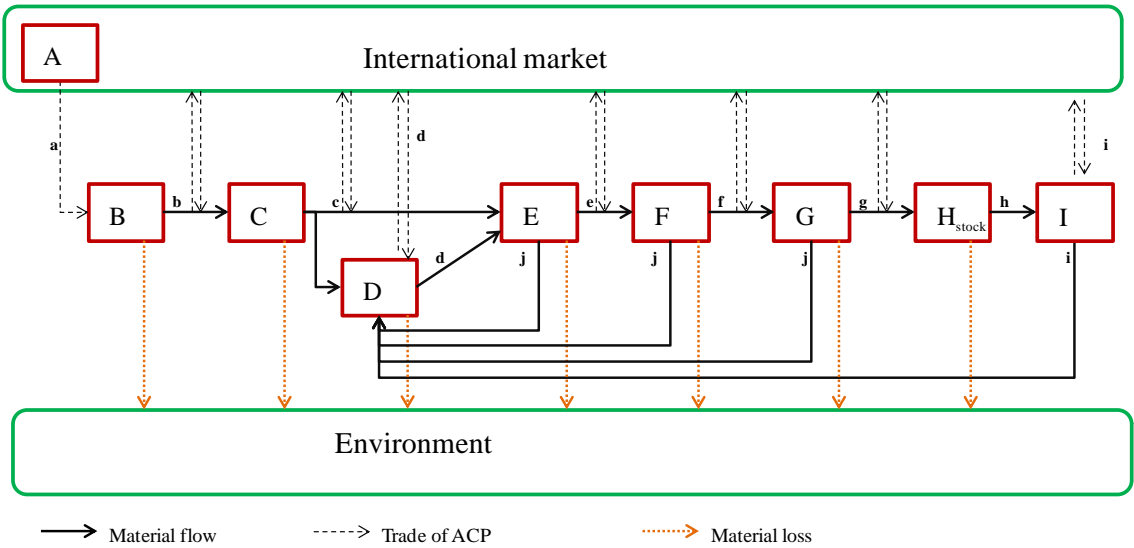 A
International market
a
d
B
b
C
c
E
e
F
f
G
g
H stock
h
I
i
D
d
j
j
j
i
Environment
Material flow
Trade of ACP
Material loss